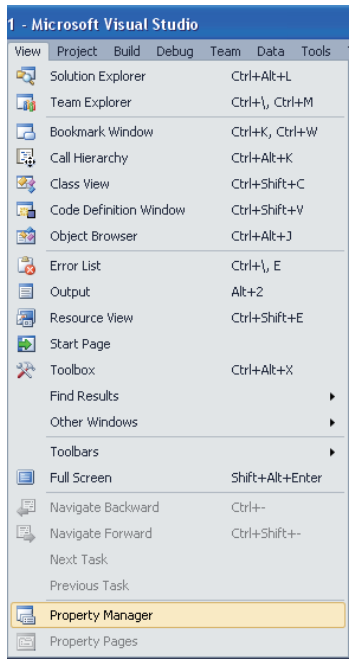 1 - Microsoft Visual Studio
View Project Build Debug Team Data Tools
Solution Explorer Ctrl+Alt+L
Team Explorer Ctrl+\, Ctrl+M
Bookmark Window Ctrl+K, Ctrl+W
Call Hierarchy Ctrl+Alt+K
Class View Ctrl+Shift+C
Code Definition Window Ctrl+Shift+V
Object Browser Ctrl+Alt+J
Error List Ctrl+\, E
Output Alt+2
Resource View Ctrl+Shift+E
Start Page
Toolbox Ctrl+Alt+X
Find Results
Other Windows
Toolbars
Full Screen Shift+Alt+Enter
Navigate Backward Ctrl+-
Navigate Forward Ctrl+Shift+-
Next Task
Previous Task
Property Manager
Property Pages